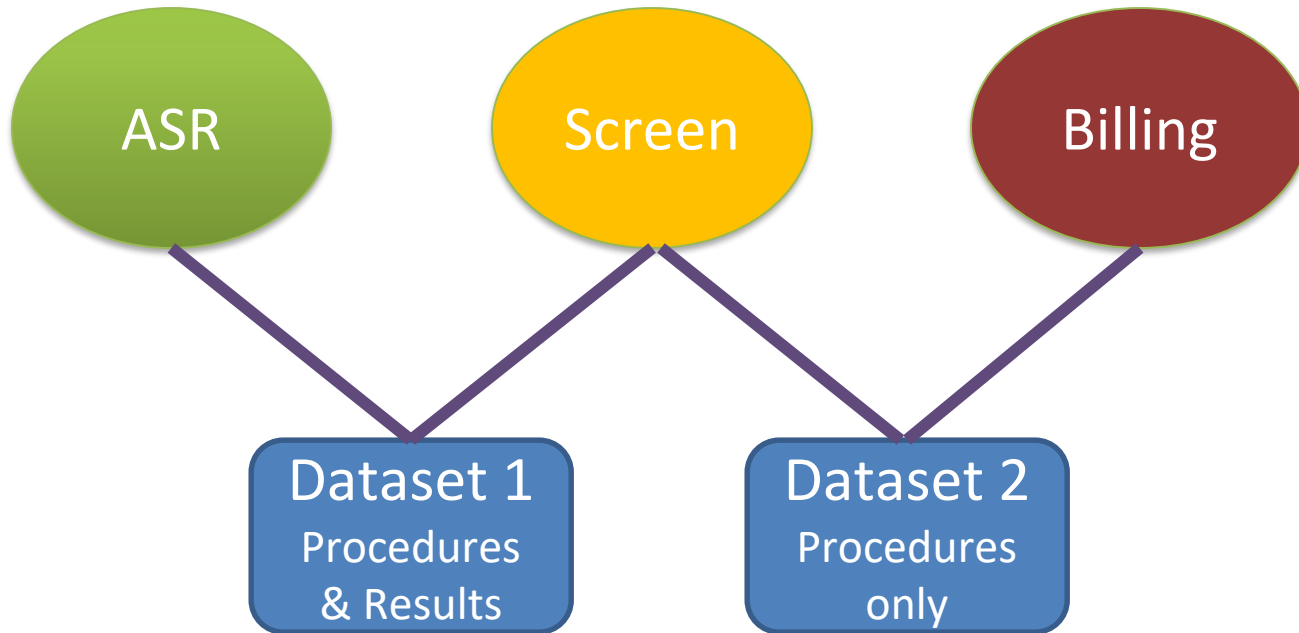 ASR
Screen
Billing
Dataset 1
Procedures
& Results
Dataset 2
Procedures
only